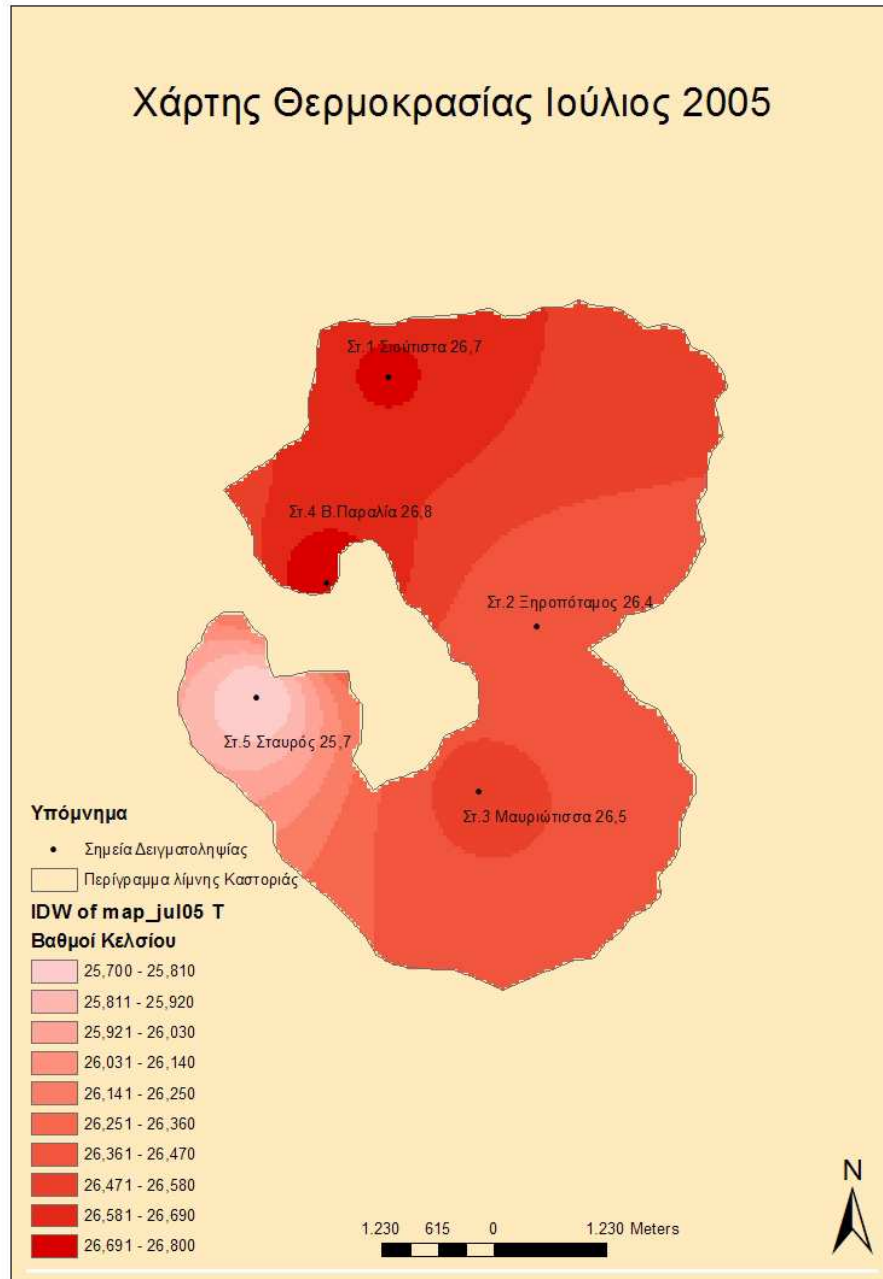 Χάρτης Θερμοκρασίας Ιούλιος 2005
Στ.1 Σιούτιστα 26,7
Στ.4 Β.Παραλία 26,8
Στ.2 Ξηροπόταμος 26,4
Στ.5 Σταυρός 25,7
Στ.3 Μαυριώτισσα 26,5
Υπόμνημα
Σημεία Δειγματοληψίας
Περίγραμμα λίμνης Καστοριάς
IDW of map_jul05 T
Βαθμοί Κελσίου
25,700 - 25,810
25,811 - 25,920
25,921 - 26,030
26,031 - 26,140
26,141 - 26,250
26,251 - 26,360
26,361 - 26,470
26,471 - 26,580
26,581 - 26,690
26,691 - 26,800
N
1.230 615 0 1.230 Meters